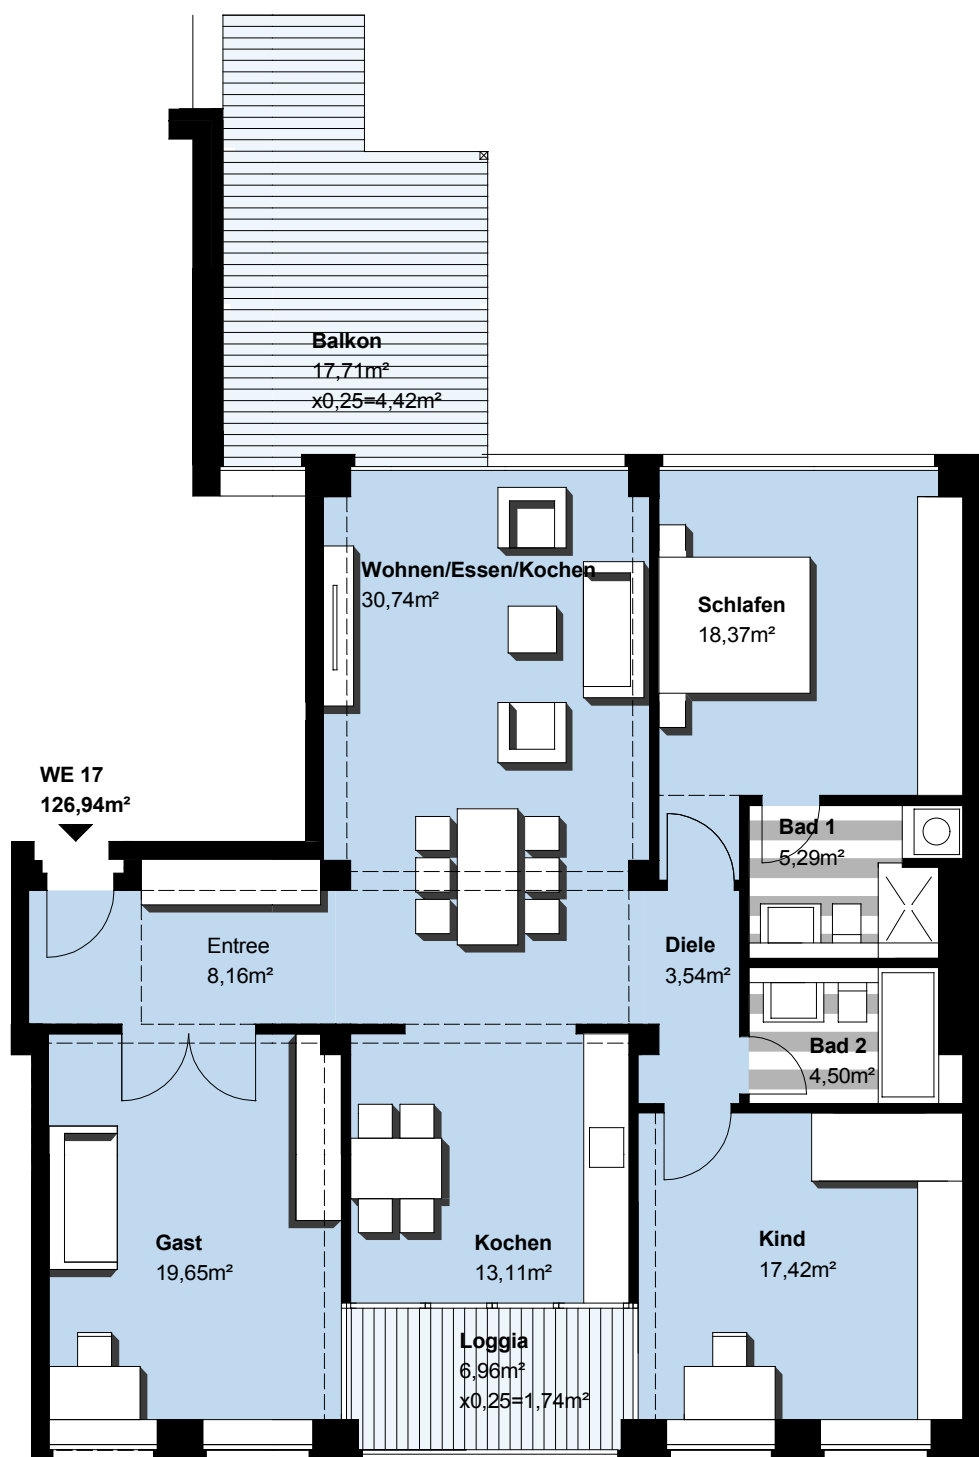 Balkon
17,71m²
x0,25=4,42m²
Wohnen/Essen/Kochen
30,74m²
Schlafen
18,37m²
WE 17
126,94m²
Bad 1
5,29m²
Entree
8,16m²
Diele
3,54m²
Bad 2
4,50m²
Gast
19,65m²
Kochen
13,11m²
Kind
17,42m²
Loggia
6,96m²
x0,25=1,74m²